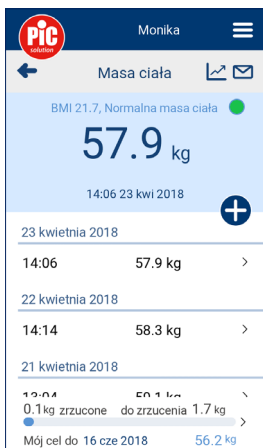 Pic
solution
Monika
Masa ciała
BMI 21.7, Normalna masa ciała
57.9 kg
14:06 23 kwi 2018
23 kwietnia 2018
14:06 57.9 kg
22 kwietnia 2018
14:14 58.3 kg
21 kwietnia 2018
0.1kg zrzucone do zrzucenia 1.7 kg
Mój cel do 16 cze 2018 56.2 kg